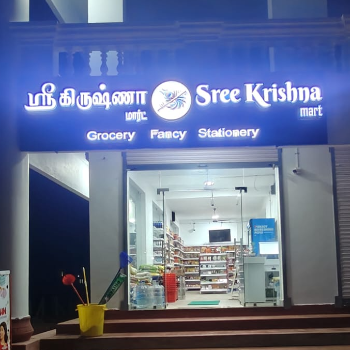 ஸ்ரீ கிருஷ்ணா
மார்ட்
Sree Krishna
mart
Grocery Fancy Stationery